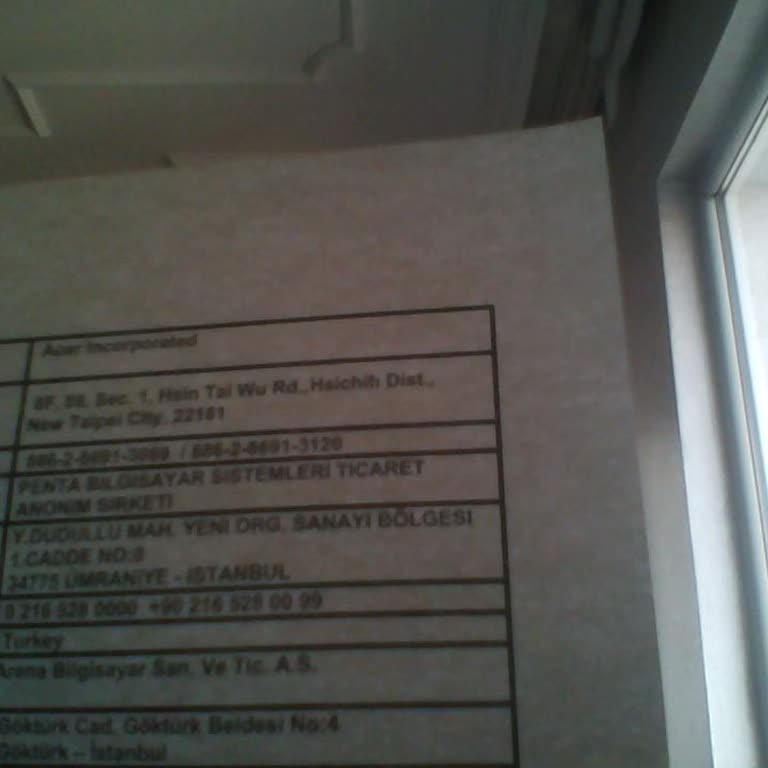 Acer Incorporated
8F, 88, Sec. 1, Hsin Tai Wu Rd., Hsichih Dist.,
New Taipei City, 22181
886-2-8691-3089 / 886-2-8691-3120
PENTA BILGISAYAR SISTEMLERI TICARET
ANONIM SIRKETI
Y.DUDULLU MAH. YENI ORG. SANAYI BÖLGESI
1.CADDE NO:8
34775 ÜMRANIYE - ISTANBUL
0 216 528 0000 +90 216 528 00 99
Turkey
Arena Bilgisayar San. Ve Tic. A.S.
Göktürk Cad. Göktürk Beldesi No:4
Göktürk – İstanbul